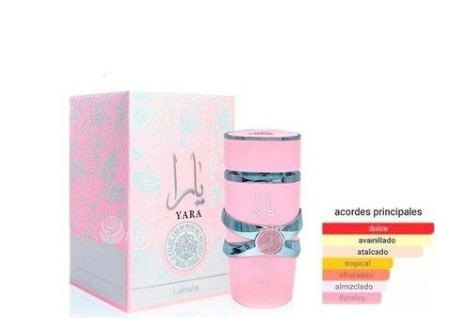 يارا
YARA
Lattafa
يارا
acordes principales
dulce
avainillado
atalcado
tropical
afrutados
almizclado
florales